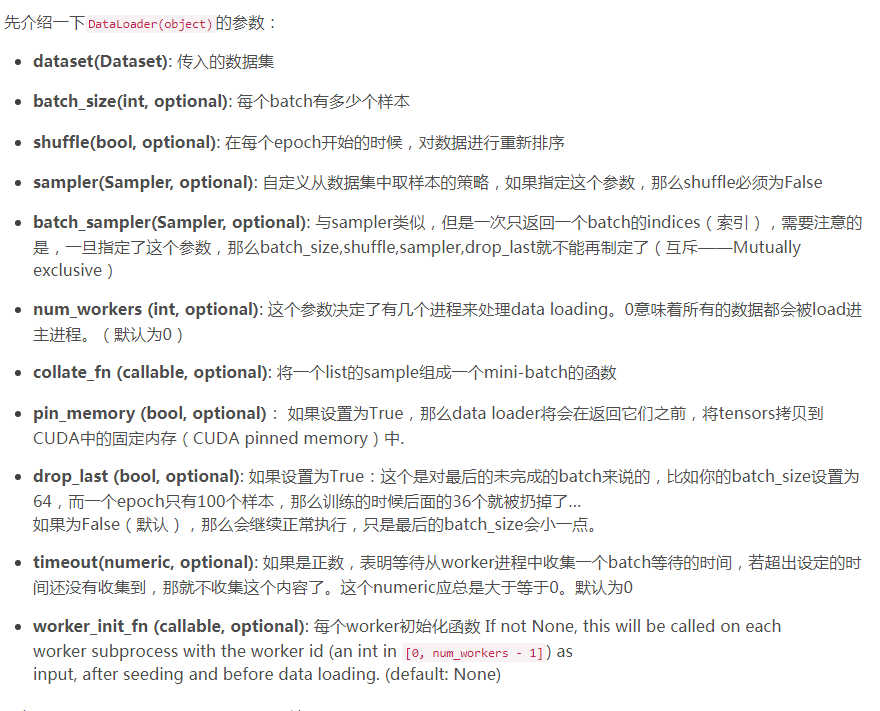 先介绍一下DataLoader(object)的参数：
dataset(Dataset): 传入的数据集
batch_size(int, optional): 每个batch有多少个样本
shuffle(bool, optional): 在每个epoch开始的时候，对数据进行重新排序
sampler(Sampler, optional): 自定义从数据集中取样本的策略，如果指定这个参数，那么shuffle必须为False
batch_sampler(Sampler, optional): 与sampler类似，但是一次只返回一个batch的indices（索引），需要注意的
是，一旦指定了这个参数，那么batch_size,shuffle,sampler,drop_last就不能再制定了（互斥——Mutually
exclusive）
num_workers (int, optional): 这个参数决定了有几个进程来处理data loading。0意味着所有的数据都会被load进
主进程。（默认为0）
collate_fn (callable, optional): 将一个list的sample组成一个mini-batch的函数
pin_memory (bool, optional)： 如果设置为True，那么data loader将会在返回它们之前，将tensors拷贝到
CUDA中的固定内存（CUDA pinned memory）中.
drop_last (bool, optional): 如果设置为True：这个是对最后的未完成的batch来说的，比如你的batch_size设置为
64，而一个epoch只有100个样本，那么训练的时候后面的36个就被扔掉了…
如果为False（默认），那么会继续正常执行，只是最后的batch_size会小一点。
timeout(numeric, optional): 如果是正数，表明等待从worker进程中收集一个batch等待的时间，若超出设定的时
间还没有收集到，那就不收集这个内容了。这个numeric应总是大于等于0。默认为0
worker_init_fn (callable, optional): 每个worker初始化函数 If not None, this will be called on each
worker subprocess with the worker id (an int in [0, num_workers - 1]) as
input, after seeding and before data loading. (default: None)